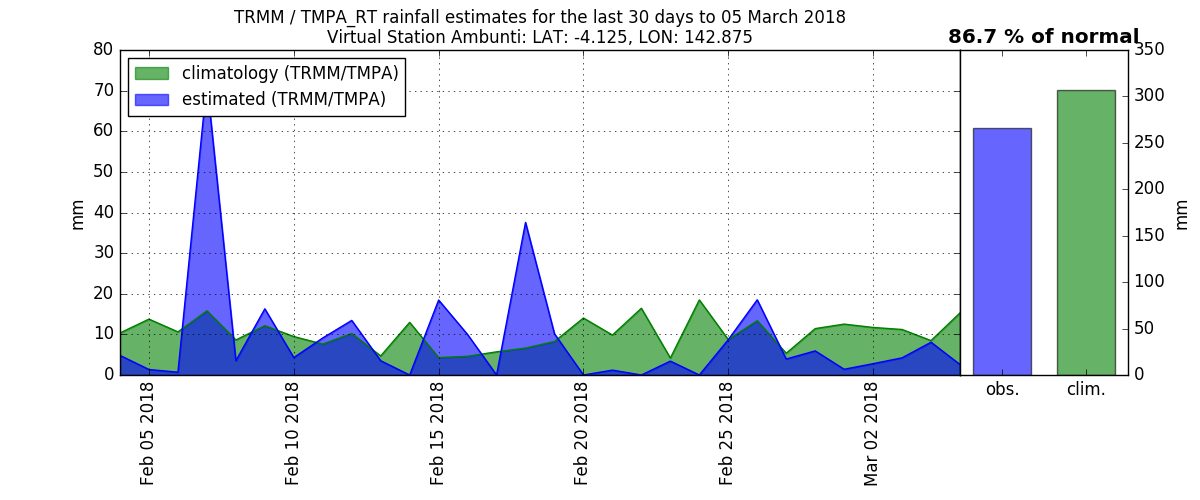 TRMM / TMPA_RT rainfall estimates for the last 30 days to 05 March 2018
Virtual Station Ambunti: LAT: -4.125, LON: 142.875
86.7 % of normal
climatology (TRMM/TMPA)
estimated (TRMM/TMPA)
80
70
60
50
40
30
20
10
0
mm
Feb 05 2018
Feb 10 2018
Feb 15 2018
Feb 20 2018
Feb 25 2018
Mar 02 2018
obs.
clim.
350
300
250
200
150
100
50
0
mm